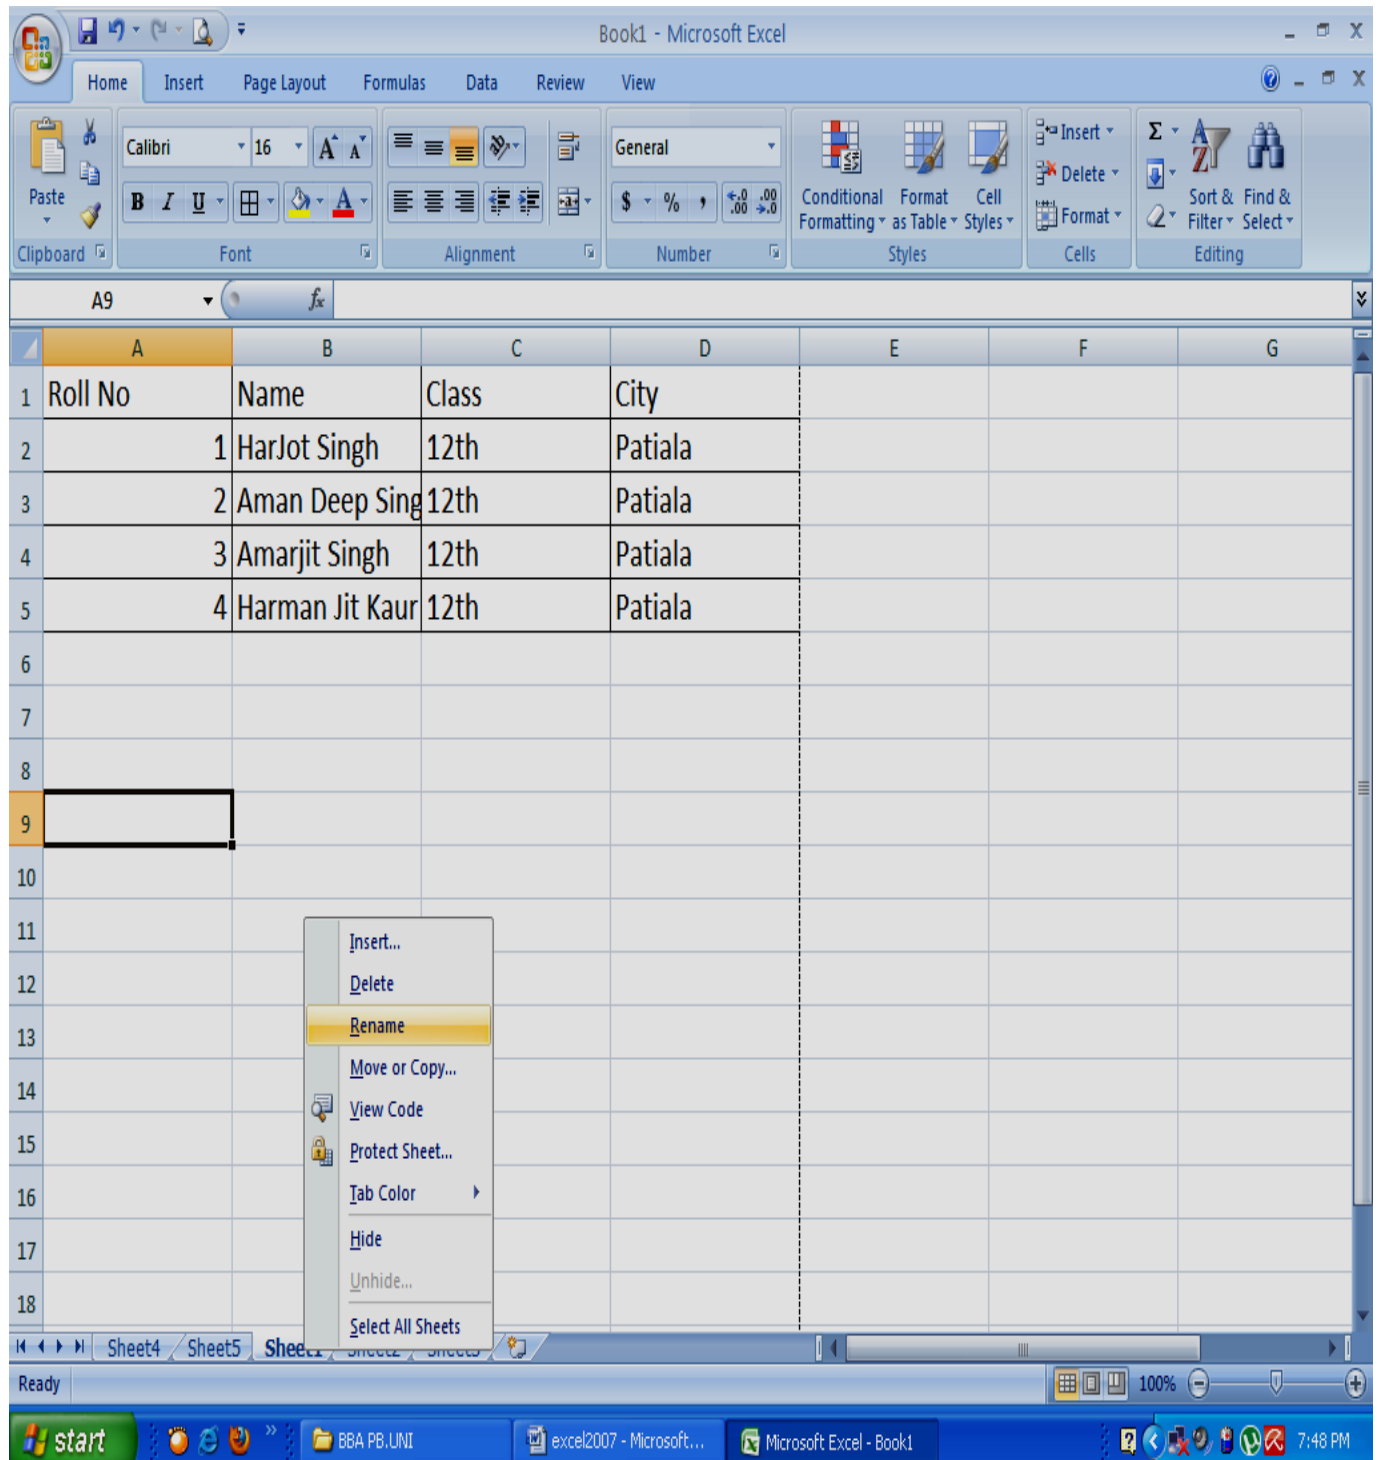 Book1 - Microsoft Excel
Home Insert Page Layout Formulas Data Review View
Calibri 16 General
Paste B I U $ % , Conditional Formatting Format as Table Cell Styles Insert Delete Format Σ Sort & Filter Find & Select
Clipboard Font Alignment Number Styles Cells Editing
A9 fx
A B C D E F G
1 Roll No Name Class City
2 1 HarJot Singh 12th Patiala
3 2 Aman Deep Sing 12th Patiala
4 3 Amarjit Singh 12th Patiala
5 4 Harman Jit Kaur 12th Patiala
6
7
8
9
10
11
12
13
14
15
16
17
18
Insert...
Delete
Rename
Move or Copy...
View Code
Protect Sheet...
Tab Color
Hide
Unhide...
Select All Sheets
Sheet4 Sheet5 Sheet1 Sheet2 Sheet3
Ready 100%
start BBA PB.UNI excel2007 - Microsoft... Microsoft Excel - Book1 7:48 PM